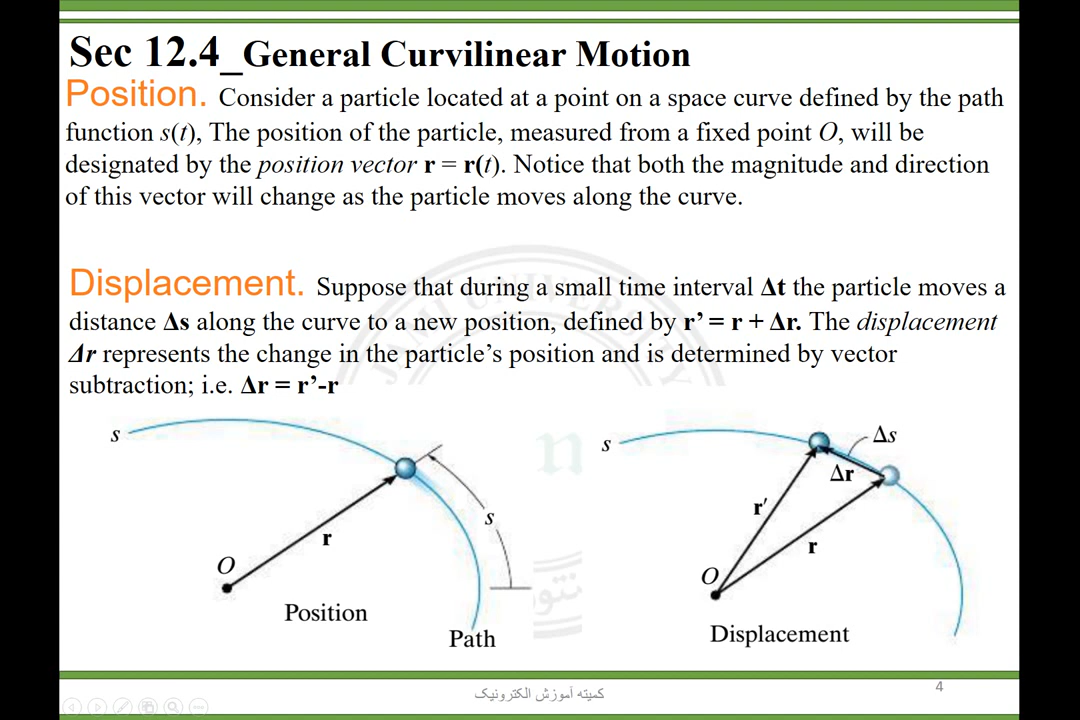 Sec 12.4_General Curvilinear Motion
Position. Consider a particle located at a point on a space curve defined by the path
function s(t), The position of the particle, measured from a fixed point O, will be
designated by the position vector r = r(t). Notice that both the magnitude and direction
of this vector will change as the particle moves along the curve.
Displacement. Suppose that during a small time interval Δt the particle moves a
distance Δs along the curve to a new position, defined by r’ = r + Δr. The displacement
Δr represents the change in the particle’s position and is determined by vector
subtraction; i.e. Δr = r’-r
s
s
r
O
Position
Path
s
Δs
Δr
r′
r
O
Displacement
کمیته آموزش الکترونیک
4